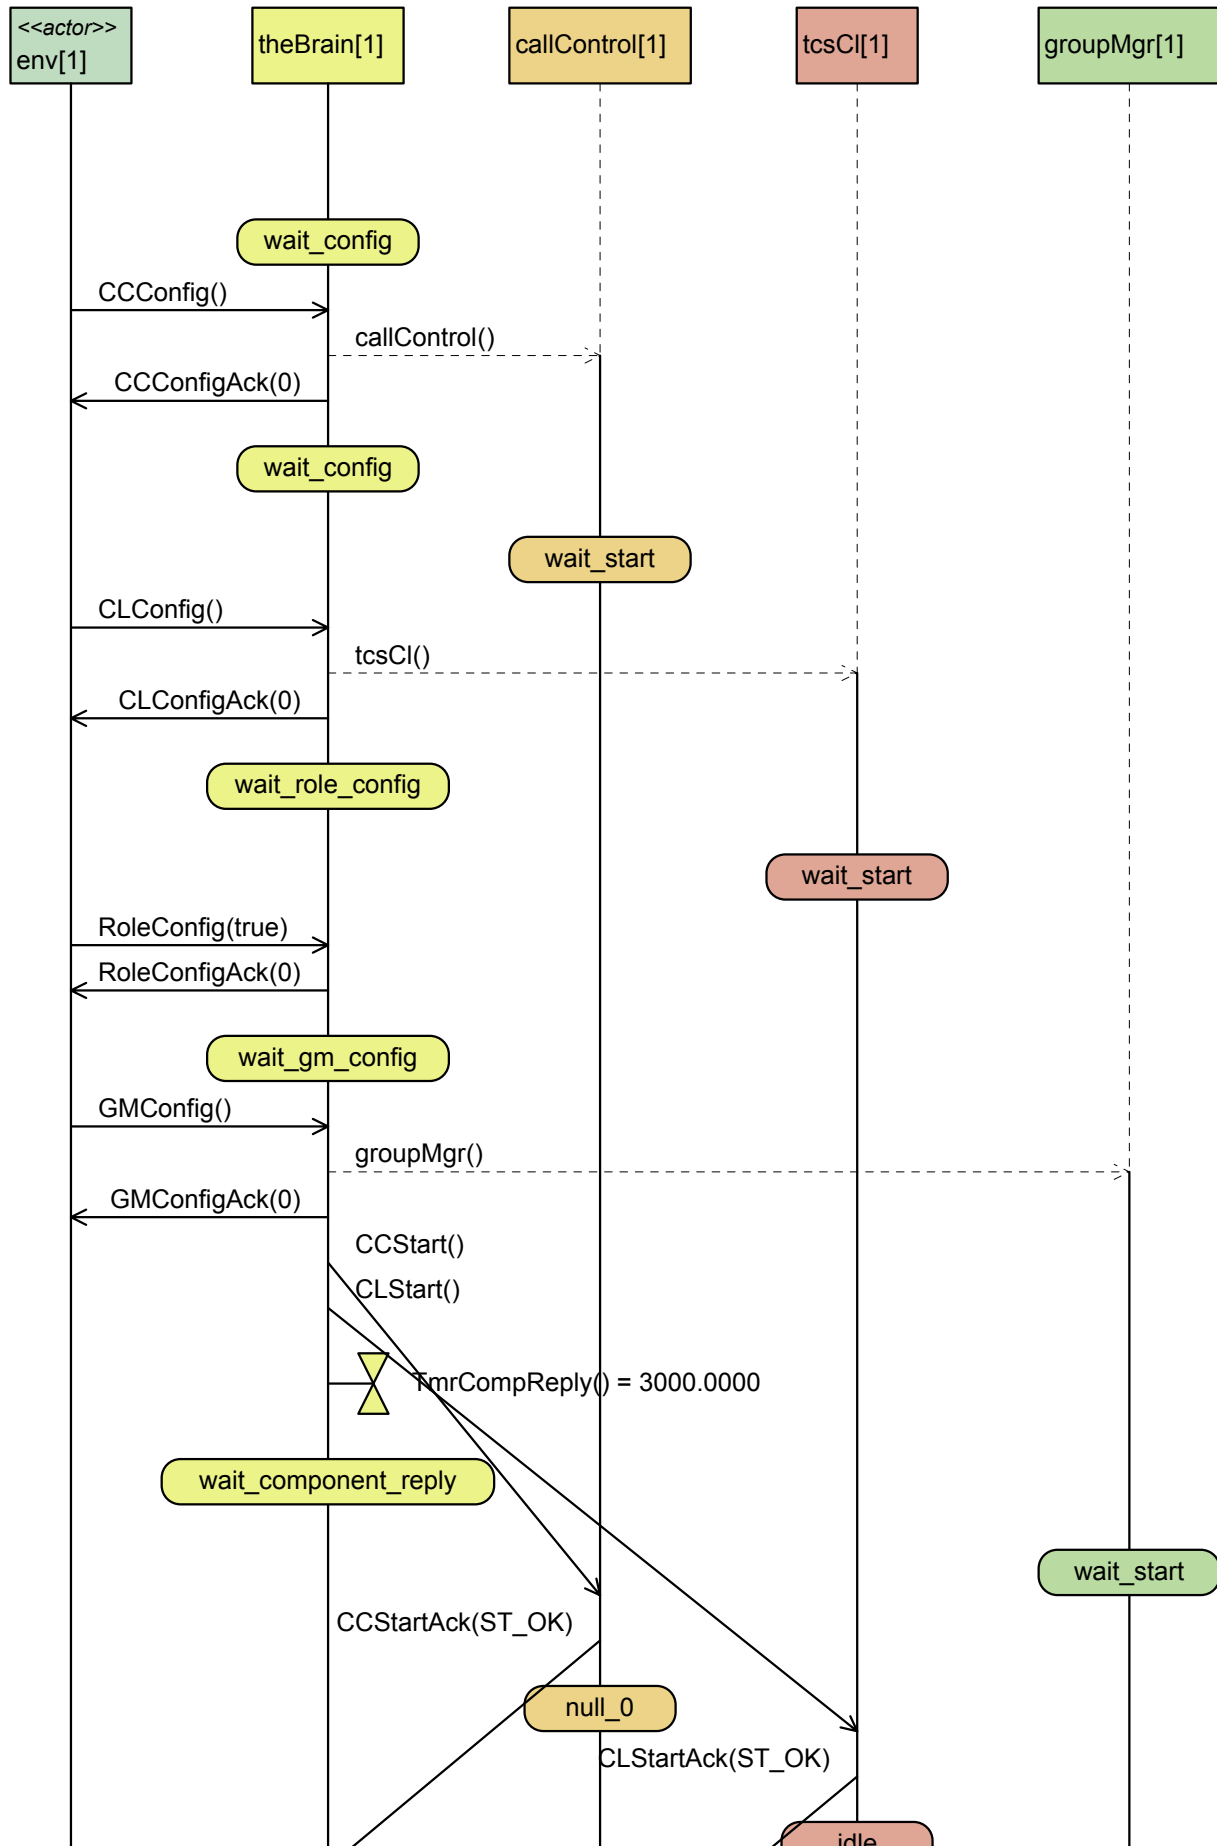 <<actor>>
env[1]
theBrain[1]
callControl[1]
tcsCl[1]
groupMgr[1]
wait_config
CCConfig()
callControl()
CCConfigAck(0)
wait_config
wait_start
CLConfig()
tcsCl()
CLConfigAck(0)
wait_role_config
wait_start
RoleConfig(true)
RoleConfigAck(0)
wait_gm_config
GMConfig()
groupMgr()
GMConfigAck(0)
CCStart()
CLStart()
TmrCompReply() = 3000.0000
wait_component_reply
wait_start
CCStartAck(ST_OK)
null_0
CLStartAck(ST_OK)
idle